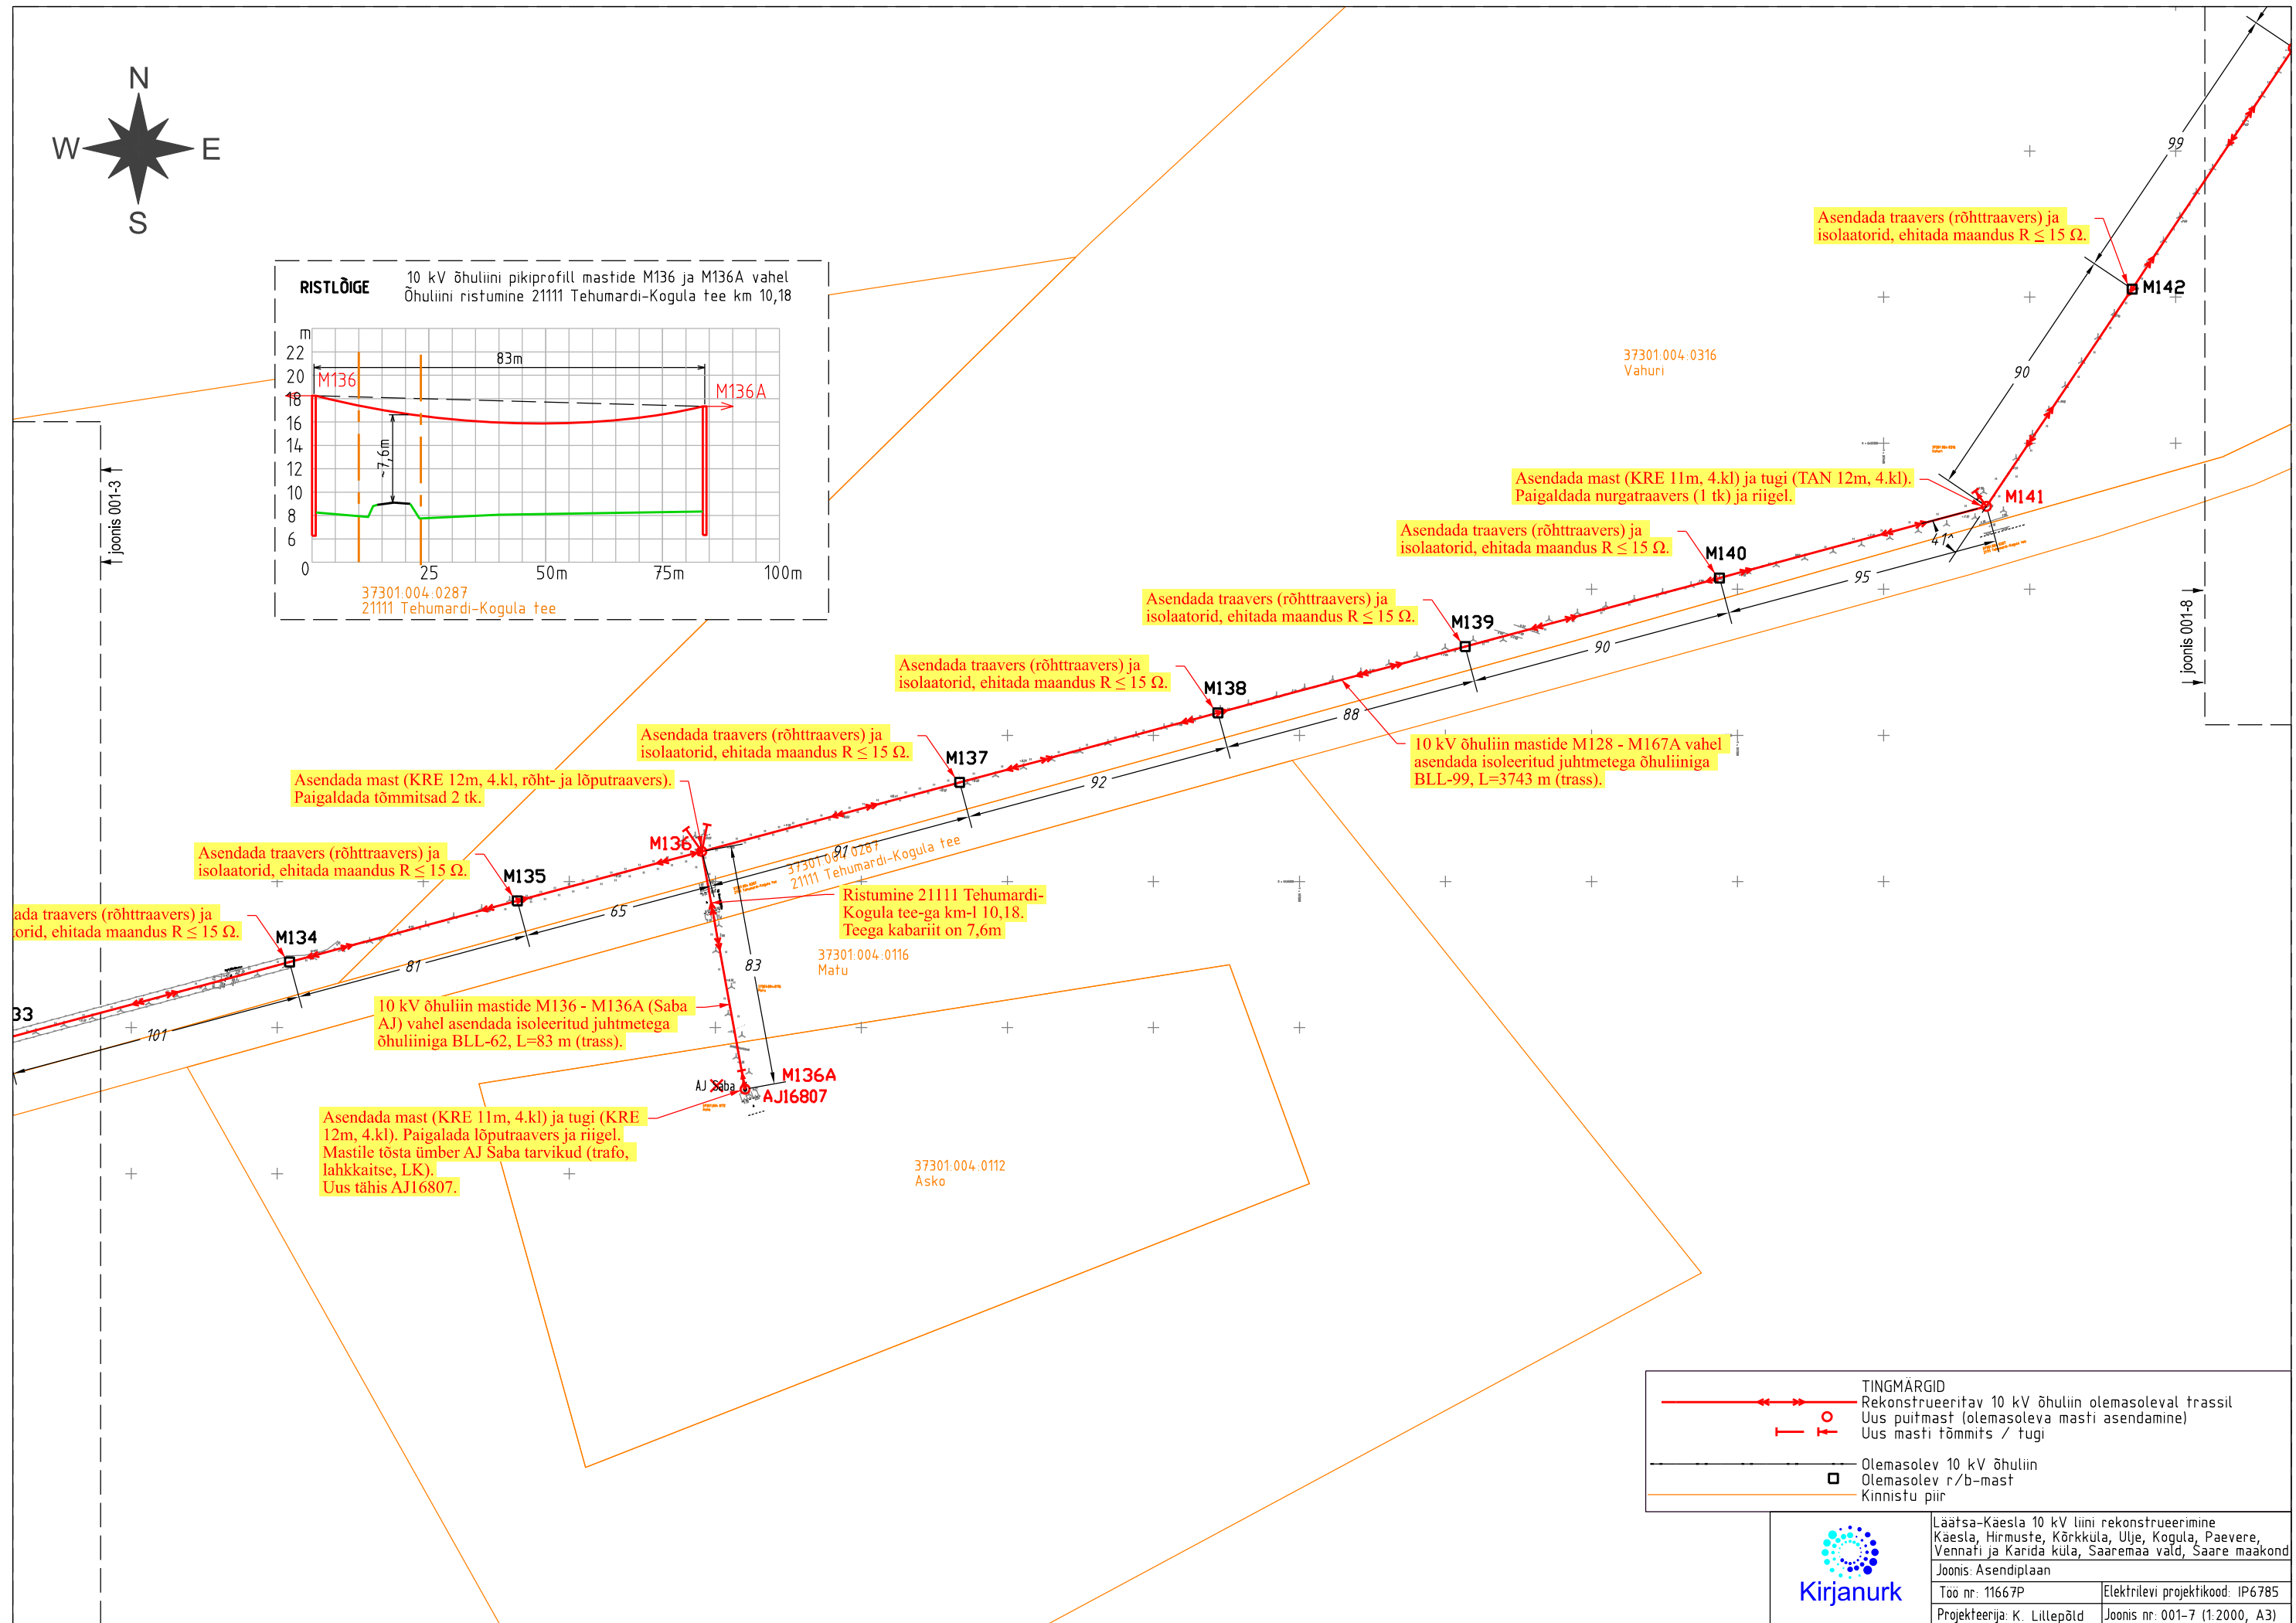 N
W
E
S
RISTLÕIGE
10 kV õhuliini pikiprofill mastide M136 ja M136A vahel
Õhuliini ristumine 21111 Tehumardi-Kogula tee km 10,18
m
22
20
18
16
14
12
10
8
6
0
25
50m
75m
100m
83m
M136
M136A
~7,6m
37301:004:0287
21111 Tehumardi-Kogula tee
joonis 001-3
joonis 001-8
99
Asendada traavers (rõhttraavers) ja
isolaatorid, ehitada maandus R ≤ 15 Ω.
M142
37301:004:0316
Vahuri
90
Asendada mast (KRE 11m, 4.kl) ja tugi (TAN 12m, 4.kl).
Paigaldada nurgatraavers (1 tk) ja riigel.
M141
41^
Asendada traavers (rõhttraavers) ja
isolaatorid, ehitada maandus R ≤ 15 Ω.
M140
95
Asendada traavers (rõhttraavers) ja
isolaatorid, ehitada maandus R ≤ 15 Ω.
M139
90
Asendada traavers (rõhttraavers) ja
isolaatorid, ehitada maandus R ≤ 15 Ω.
M138
88
10 kV õhuliin mastide M128 - M167A vahel
asendada isoleeritud juhtmetega õhuliiniga
BLL-99, L=3743 m (trass).
Asendada traavers (rõhttraavers) ja
isolaatorid, ehitada maandus R ≤ 15 Ω.
M137
92
Asendada mast (KRE 12m, 4.kl, rõht- ja lõputraavers).
Paigaldada tõmmitsad 2 tk.
M136
91
37301:004:0287
21111 Tehumardi-Kogula tee
Asendada traavers (rõhttraavers) ja
isolaatorid, ehitada maandus R ≤ 15 Ω.
M135
65
Ristumine 21111 Tehumardi-
Kogula tee-ga km-l 10,18.
Teega kabariit on 7,6m
ada traavers (rõhttraavers) ja
orid, ehitada maandus R ≤ 15 Ω.
M134
81
83
37301:004:0116
Matu
33
101
10 kV õhuliin mastide M136 - M136A (Saba
AJ) vahel asendada isoleeritud juhtmetega
õhuliiniga BLL-62, L=83 m (trass).
AJ Saba
M136A
AJ16807
Asendada mast (KRE 11m, 4.kl) ja tugi (KRE
12m, 4.kl). Paigalada lõputraavers ja riigel.
Mastile tõsta ümber AJ Saba tarvikud (trafo,
lahkkaitse, LK).
Uus tähis AJ16807.
37301:004:0112
Asko
TINGMÄRGID
Rekonstrueeritav 10 kV õhuliin olemasoleval trassil
Uus puitmast (olemasoleva masti asendamine)
Uus masti tõmmits / tugi
Olemasolev 10 kV õhuliin
Olemasolev r/b-mast
Kinnistu piir
Kirjanurk
Läätsa-Käesla 10 kV liini rekonstrueerimine
Käesla, Hirmuste, Kõrkküla, Ulje, Kogula, Paevere,
Vennati ja Karida küla, Saaremaa vald, Saare maakond
Joonis: Asendiplaan
Töö nr: 11667P
Elektrilevi projektikood: IP6785
Projekteerija: K. Lillepõld
Joonis nr: 001-7 (1:2000, A3)